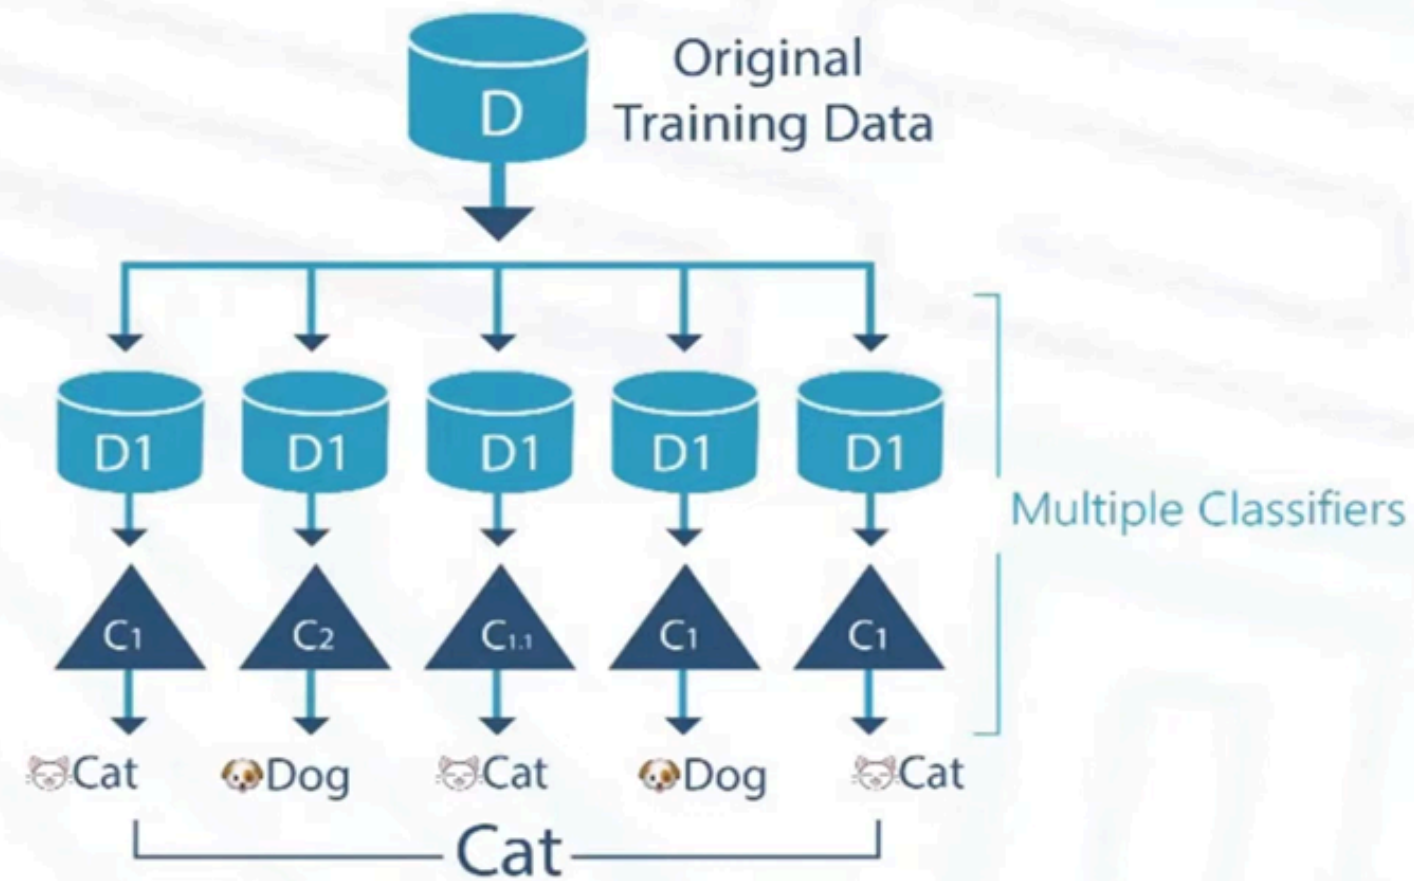 D
Original
Training Data
D1 D1 D1 D1 D1
Multiple Classifiers
C1 C2 C1.1 C1 C1
Cat Dog Cat Dog Cat
Cat